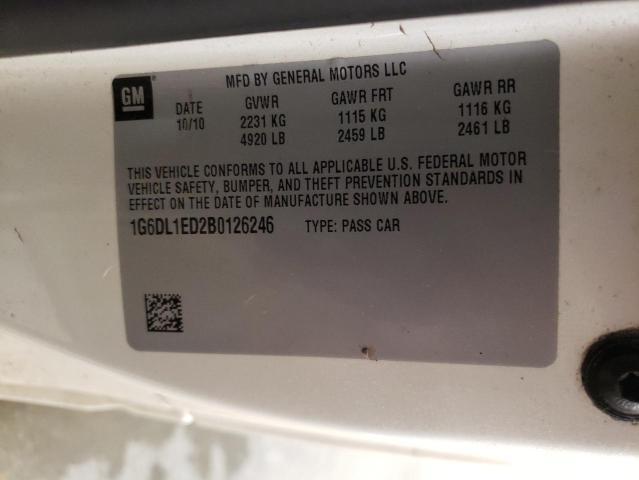 MFD BY GENERAL MOTORS LLC
GM
DATE GVWR GAWR FRT GAWR RR
10/10 2231 KG 1115 KG 1116 KG
4920 LB 2459 LB 2461 LB
THIS VEHICLE CONFORMS TO ALL APPLICABLE U.S. FEDERAL MOTOR
VEHICLE SAFETY, BUMPER, AND THEFT PREVENTION STANDARDS IN
EFFECT ON THE DATE OF MANUFACTURE SHOWN ABOVE.
1G6DL1ED2B0126246 TYPE: PASS CAR